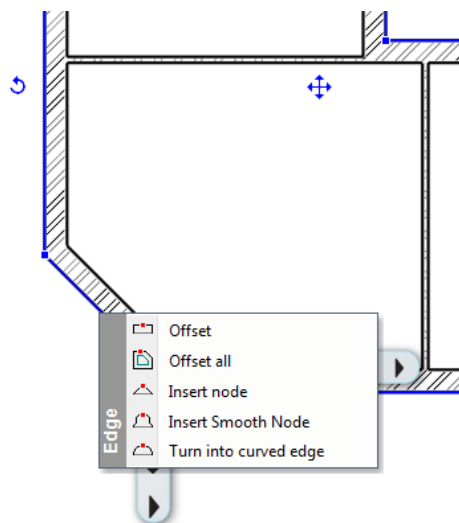 Edge
Offset
Offset all
Insert node
Insert Smooth Node
Turn into curved edge